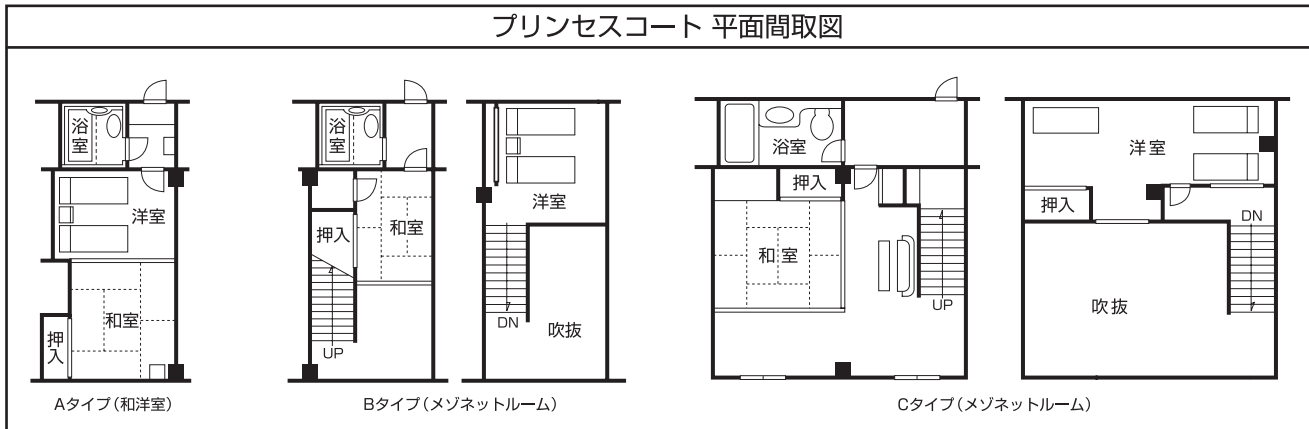 プリンセスコート 平面間取図
浴室
洋室
和室
押入
Aタイプ(和洋室)
浴室
押入
和室
UP
洋室
DN
吹抜
Bタイプ(メゾネットルーム)
浴室
押入
和室
UP
洋室
押入
DN
吹抜
Cタイプ(メゾネットルーム)